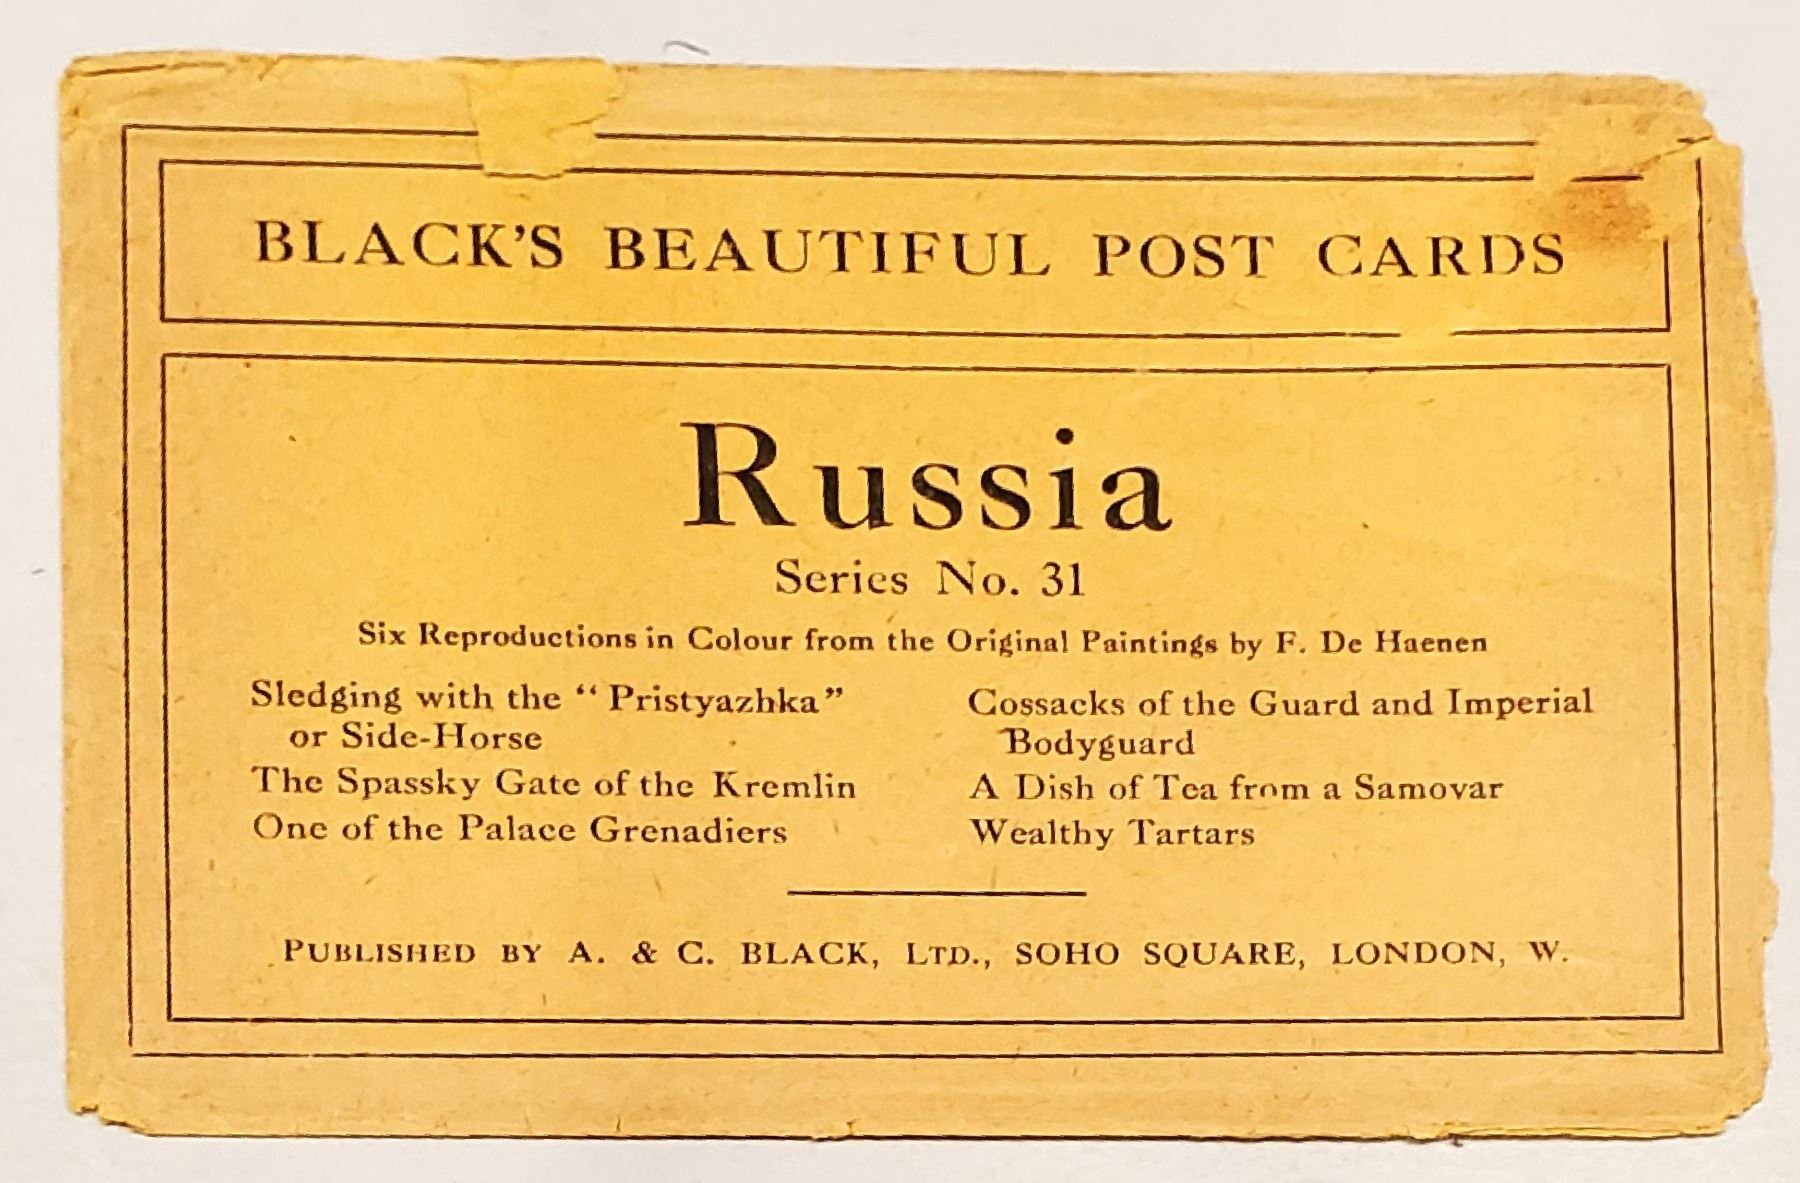 BLACK'S BEAUTIFUL POST CARDS
Russia
Series No. 31
Six Reproductions in Colour from the Original Paintings by F. De Haenen
Sledging with the “Pristyazhka”
or Side-Horse
The Spassky Gate of the Kremlin
One of the Palace Grenadiers
Cossacks of the Guard and Imperial
Bodyguard
A Dish of Tea from a Samovar
Wealthy Tartars
PUBLISHED BY A. & C. BLACK, LTD., SOHO SQUARE, LONDON, W.